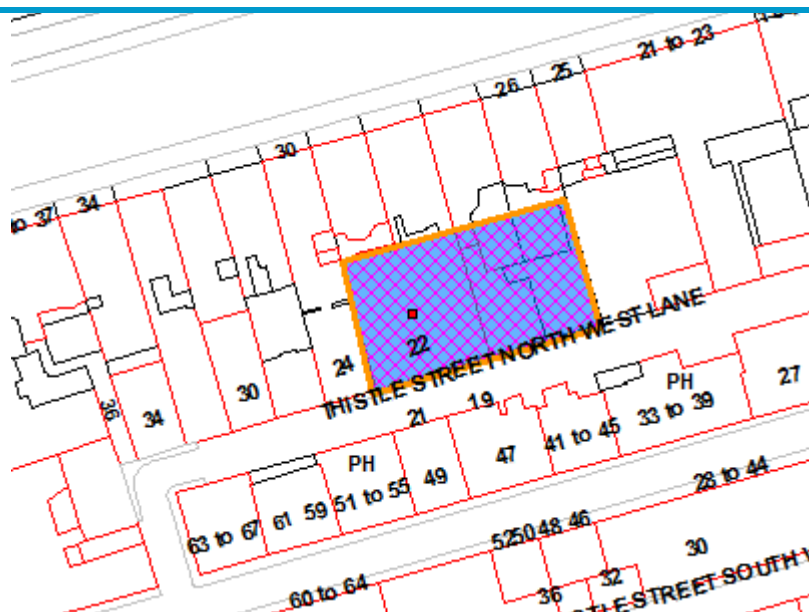 21 to 23
25
26
30
34
to 37
THISTLE STREET NORTH WEST LANE
22
24
30
34
36
PH
27
33 to 39
19
21
41 to 45
47
49
PH
51 to 55
59
61
63 to 67
28 to 44
46
48
50
52
30
32
36
60 to 64
STREET SOUTH